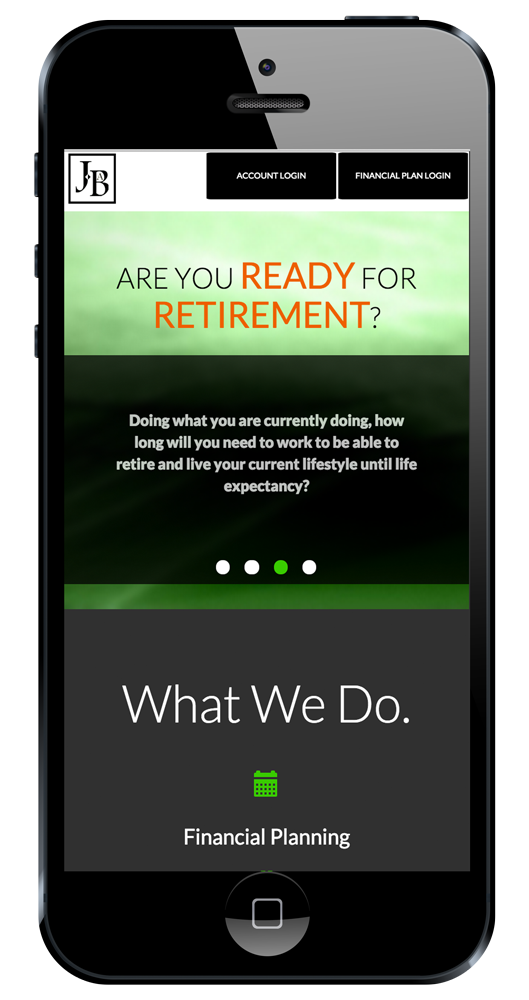 JAB
ACCOUNT LOGIN
FINANCIAL PLAN LOGIN
ARE YOU READY FOR
RETIREMENT?
Doing what you are currently doing, how
long will you need to work to be able to
retire and live your current lifestyle until life
expectancy?
What We Do.
Financial Planning